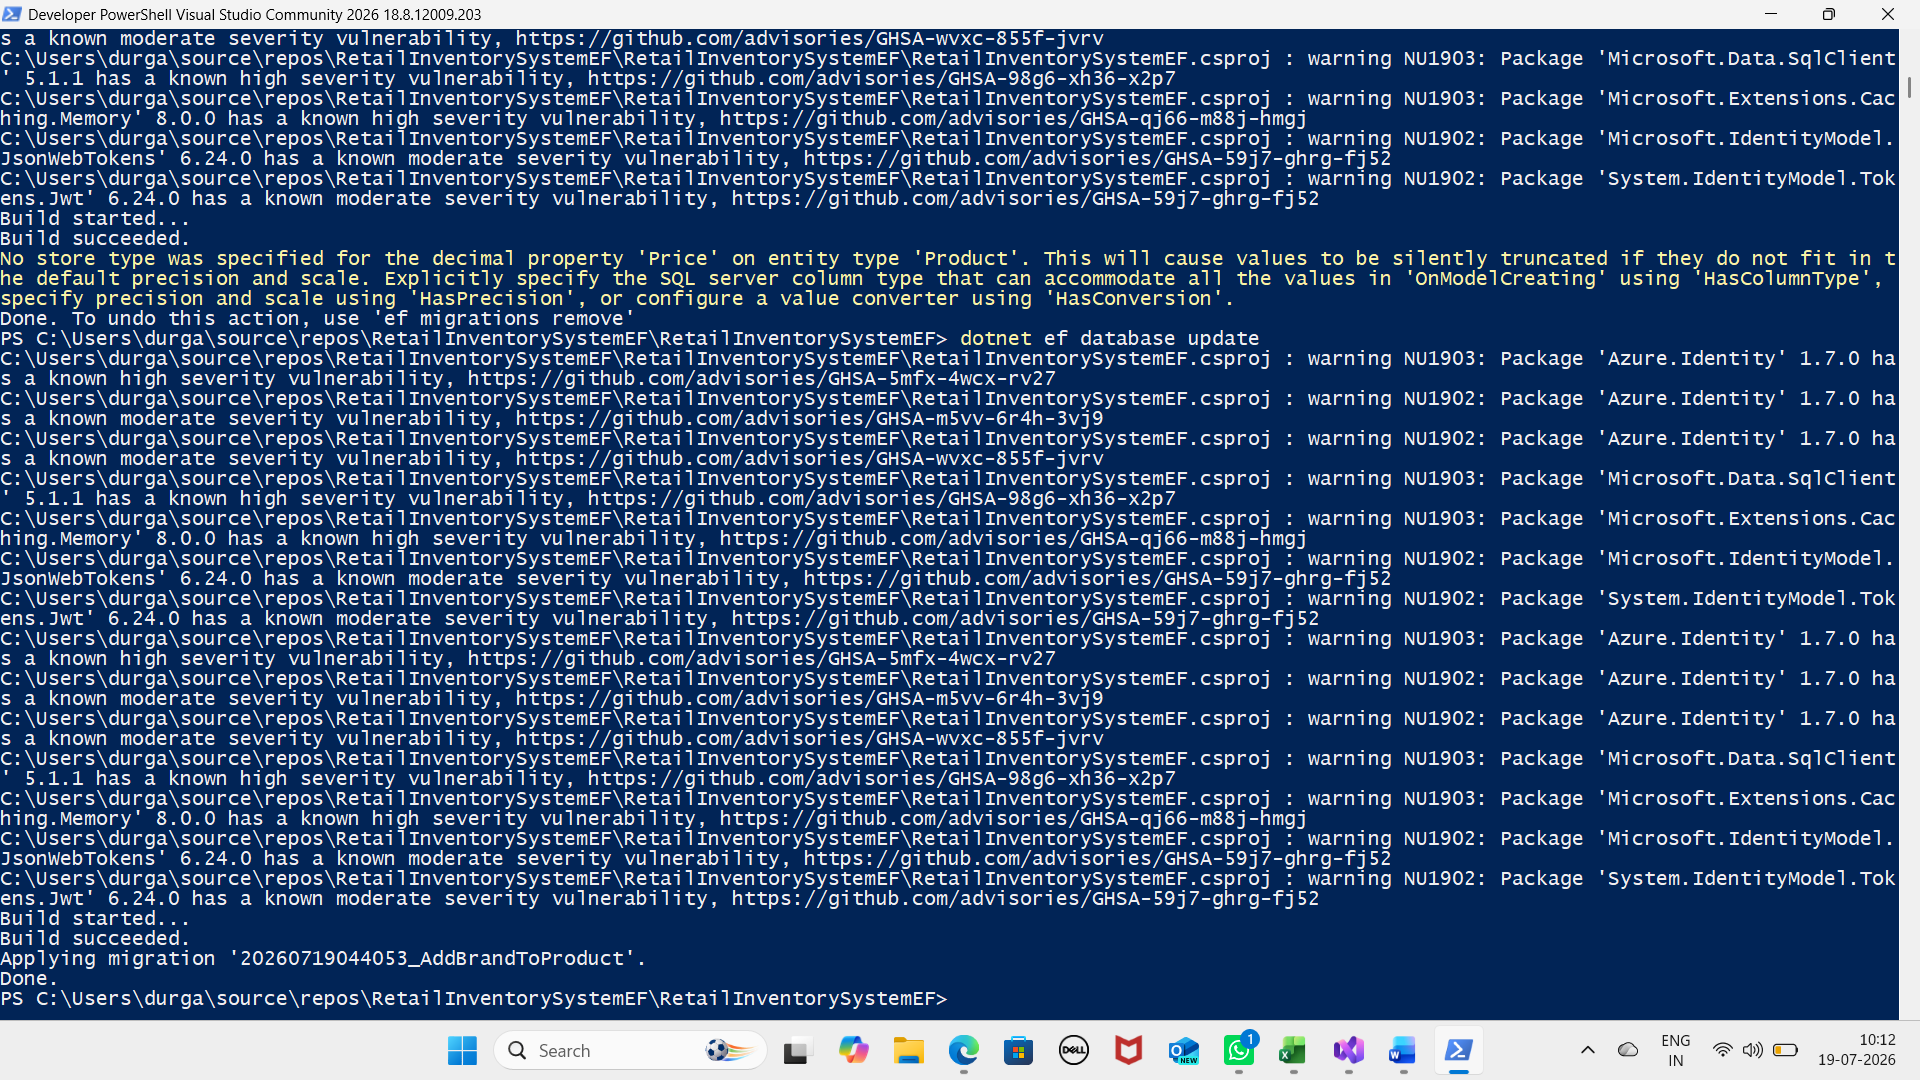 Developer PowerShell Visual Studio Community 2026 18.8.12009.203
s a known moderate severity vulnerability, https://github.com/advisories/GHSA-wvxc-855f-jvrv
C:\Users\durga\source\repos\RetailInventorySystemEF\RetailInventorySystemEF\RetailInventorySystemEF.csproj : warning NU1903: Package 'Microsoft.Data.SqlClient
' 5.1.1 has a known high severity vulnerability, https://github.com/advisories/GHSA-98g6-xh36-x2p7
C:\Users\durga\source\repos\RetailInventorySystemEF\RetailInventorySystemEF\RetailInventorySystemEF.csproj : warning NU1903: Package 'Microsoft.Extensions.Cac
hing.Memory' 8.0.0 has a known high severity vulnerability, https://github.com/advisories/GHSA-qj66-m88j-hmgj
C:\Users\durga\source\repos\RetailInventorySystemEF\RetailInventorySystemEF\RetailInventorySystemEF.csproj : warning NU1902: Package 'Microsoft.IdentityModel.
JsonWebTokens' 6.24.0 has a known moderate severity vulnerability, https://github.com/advisories/GHSA-59j7-ghrg-fj52
C:\Users\durga\source\repos\RetailInventorySystemEF\RetailInventorySystemEF\RetailInventorySystemEF.csproj : warning NU1902: Package 'System.IdentityModel.Tok
ens.Jwt' 6.24.0 has a known moderate severity vulnerability, https://github.com/advisories/GHSA-59j7-ghrg-fj52
Build started...
Build succeeded.
No store type was specified for the decimal property 'Price' on entity type 'Product'. This will cause values to be silently truncated if they do not fit in t
he default precision and scale. Explicitly specify the SQL server column type that can accommodate all the values in 'OnModelCreating' using 'HasColumnType',
specify precision and scale using 'HasPrecision', or configure a value converter using 'HasConversion'.
Done. To undo this action, use 'ef migrations remove'
PS C:\Users\durga\source\repos\RetailInventorySystemEF\RetailInventorySystemEF> dotnet ef database update
C:\Users\durga\source\repos\RetailInventorySystemEF\RetailInventorySystemEF\RetailInventorySystemEF.csproj : warning NU1903: Package 'Azure.Identity' 1.7.0 ha
s a known high severity vulnerability, https://github.com/advisories/GHSA-5mfx-4wcx-rv27
C:\Users\durga\source\repos\RetailInventorySystemEF\RetailInventorySystemEF\RetailInventorySystemEF.csproj : warning NU1902: Package 'Azure.Identity' 1.7.0 ha
s a known moderate severity vulnerability, https://github.com/advisories/GHSA-m5vv-6r4h-3vj9
C:\Users\durga\source\repos\RetailInventorySystemEF\RetailInventorySystemEF\RetailInventorySystemEF.csproj : warning NU1902: Package 'Azure.Identity' 1.7.0 ha
s a known moderate severity vulnerability, https://github.com/advisories/GHSA-wvxc-855f-jvrv
C:\Users\durga\source\repos\RetailInventorySystemEF\RetailInventorySystemEF\RetailInventorySystemEF.csproj : warning NU1903: Package 'Microsoft.Data.SqlClient
' 5.1.1 has a known high severity vulnerability, https://github.com/advisories/GHSA-98g6-xh36-x2p7
C:\Users\durga\source\repos\RetailInventorySystemEF\RetailInventorySystemEF\RetailInventorySystemEF.csproj : warning NU1903: Package 'Microsoft.Extensions.Cac
hing.Memory' 8.0.0 has a known high severity vulnerability, https://github.com/advisories/GHSA-qj66-m88j-hmgj
C:\Users\durga\source\repos\RetailInventorySystemEF\RetailInventorySystemEF\RetailInventorySystemEF.csproj : warning NU1902: Package 'Microsoft.IdentityModel.
JsonWebTokens' 6.24.0 has a known moderate severity vulnerability, https://github.com/advisories/GHSA-59j7-ghrg-fj52
C:\Users\durga\source\repos\RetailInventorySystemEF\RetailInventorySystemEF\RetailInventorySystemEF.csproj : warning NU1902: Package 'System.IdentityModel.Tok
ens.Jwt' 6.24.0 has a known moderate severity vulnerability, https://github.com/advisories/GHSA-59j7-ghrg-fj52
C:\Users\durga\source\repos\RetailInventorySystemEF\RetailInventorySystemEF\RetailInventorySystemEF.csproj : warning NU1903: Package 'Azure.Identity' 1.7.0 ha
s a known high severity vulnerability, https://github.com/advisories/GHSA-5mfx-4wcx-rv27
C:\Users\durga\source\repos\RetailInventorySystemEF\RetailInventorySystemEF\RetailInventorySystemEF.csproj : warning NU1902: Package 'Azure.Identity' 1.7.0 ha
s a known moderate severity vulnerability, https://github.com/advisories/GHSA-m5vv-6r4h-3vj9
C:\Users\durga\source\repos\RetailInventorySystemEF\RetailInventorySystemEF\RetailInventorySystemEF.csproj : warning NU1902: Package 'Azure.Identity' 1.7.0 ha
s a known moderate severity vulnerability, https://github.com/advisories/GHSA-wvxc-855f-jvrv
C:\Users\durga\source\repos\RetailInventorySystemEF\RetailInventorySystemEF\RetailInventorySystemEF.csproj : warning NU1903: Package 'Microsoft.Data.SqlClient
' 5.1.1 has a known high severity vulnerability, https://github.com/advisories/GHSA-98g6-xh36-x2p7
C:\Users\durga\source\repos\RetailInventorySystemEF\RetailInventorySystemEF\RetailInventorySystemEF.csproj : warning NU1903: Package 'Microsoft.Extensions.Cac
hing.Memory' 8.0.0 has a known high severity vulnerability, https://github.com/advisories/GHSA-qj66-m88j-hmgj
C:\Users\durga\source\repos\RetailInventorySystemEF\RetailInventorySystemEF\RetailInventorySystemEF.csproj : warning NU1902: Package 'Microsoft.IdentityModel.
JsonWebTokens' 6.24.0 has a known moderate severity vulnerability, https://github.com/advisories/GHSA-59j7-ghrg-fj52
C:\Users\durga\source\repos\RetailInventorySystemEF\RetailInventorySystemEF\RetailInventorySystemEF.csproj : warning NU1902: Package 'System.IdentityModel.Tok
ens.Jwt' 6.24.0 has a known moderate severity vulnerability, https://github.com/advisories/GHSA-59j7-ghrg-fj52
Build started...
Build succeeded.
Applying migration '20260719044053_AddBrandToProduct'.
Done.
PS C:\Users\durga\source\repos\RetailInventorySystemEF\RetailInventorySystemEF>
Search
DELL
NEW
1
ENG
IN
10:12
19-07-2026